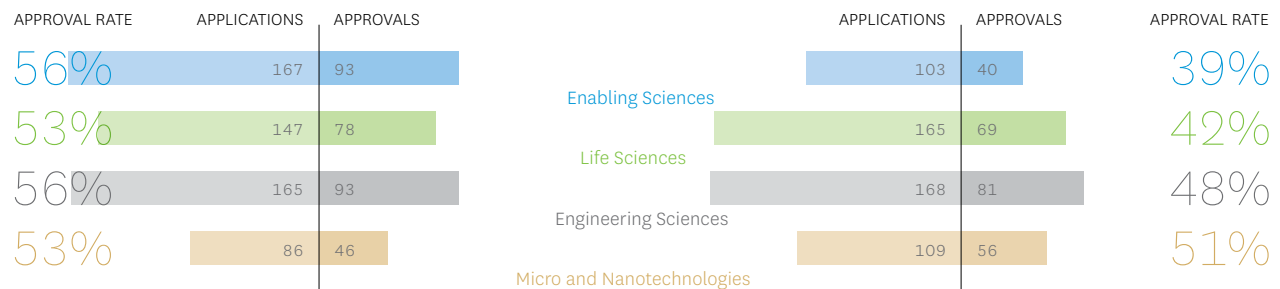 APPROVAL RATE APPLICATIONS APPROVALS APPLICATIONS APPROVALS APPROVAL RATE
56% 167 93 103 40 39%
Enabling Sciences
53% 147 78 165 69 42%
Life Sciences
56% 165 93 168 81 48%
Engineering Sciences
53% 86 46 109 56 51%
Micro and Nanotechnologies